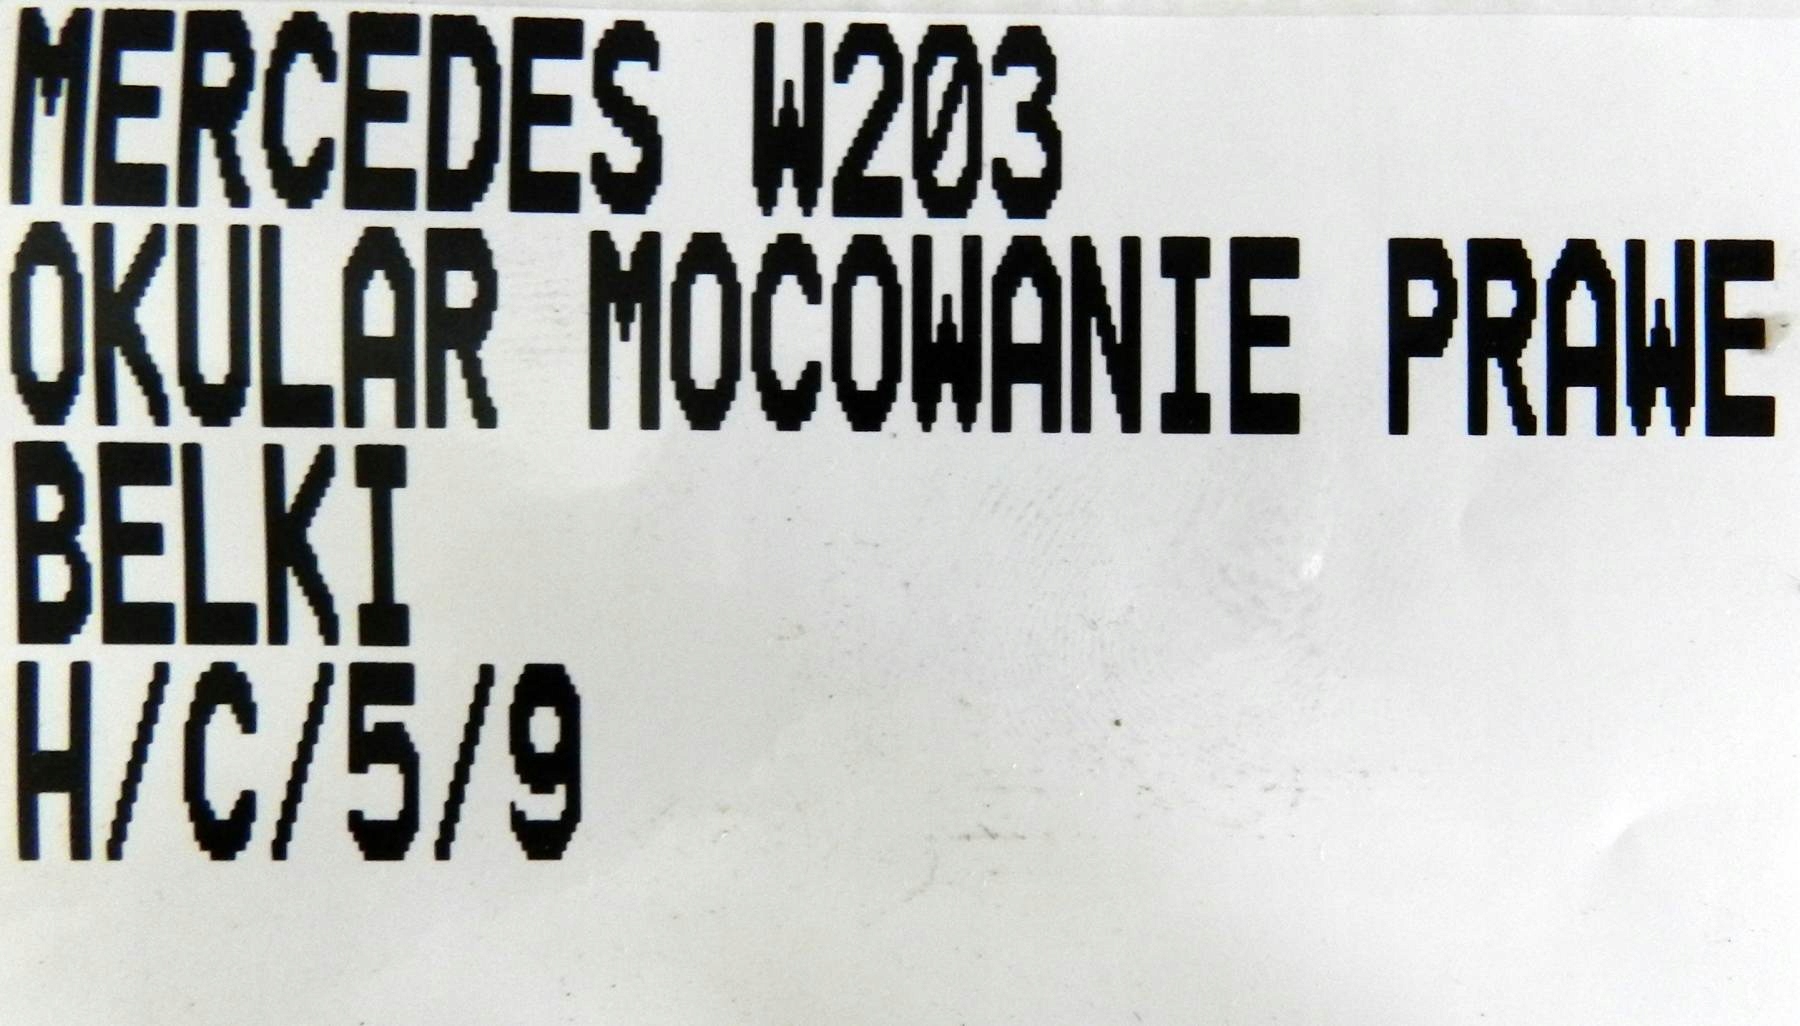 MERCEDES W203
OKULAR MOCOWANIE PRAWE
BELKI
H/C/5/9